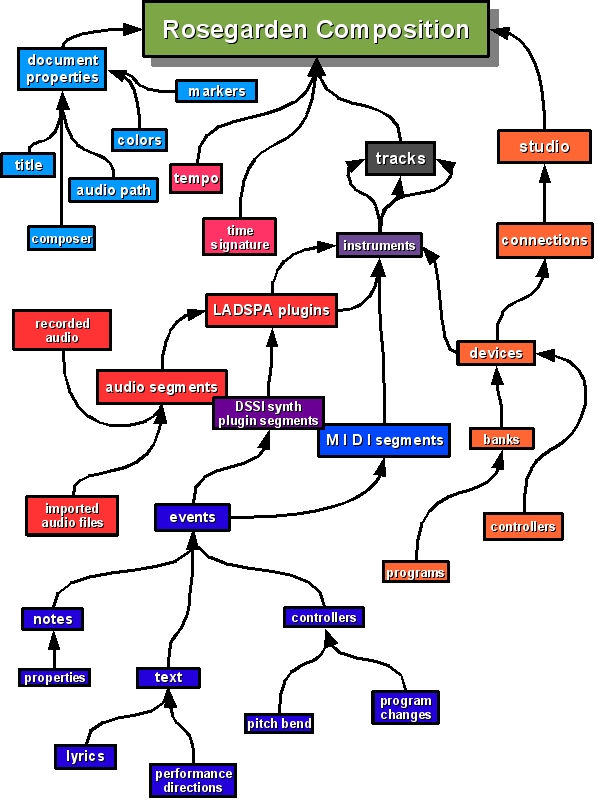 Rosegarden Composition
document
properties
markers
colors
title
audio path
composer
tempo
time
signature
tracks
studio
instruments
connections
LADSPA plugins
recorded
audio
devices
audio segments
DSSI synth
plugin segments
M I D I segments
banks
imported
audio files
events
controllers
programs
notes
controllers
properties
text
pitch bend
program
changes
lyrics
performance
directions